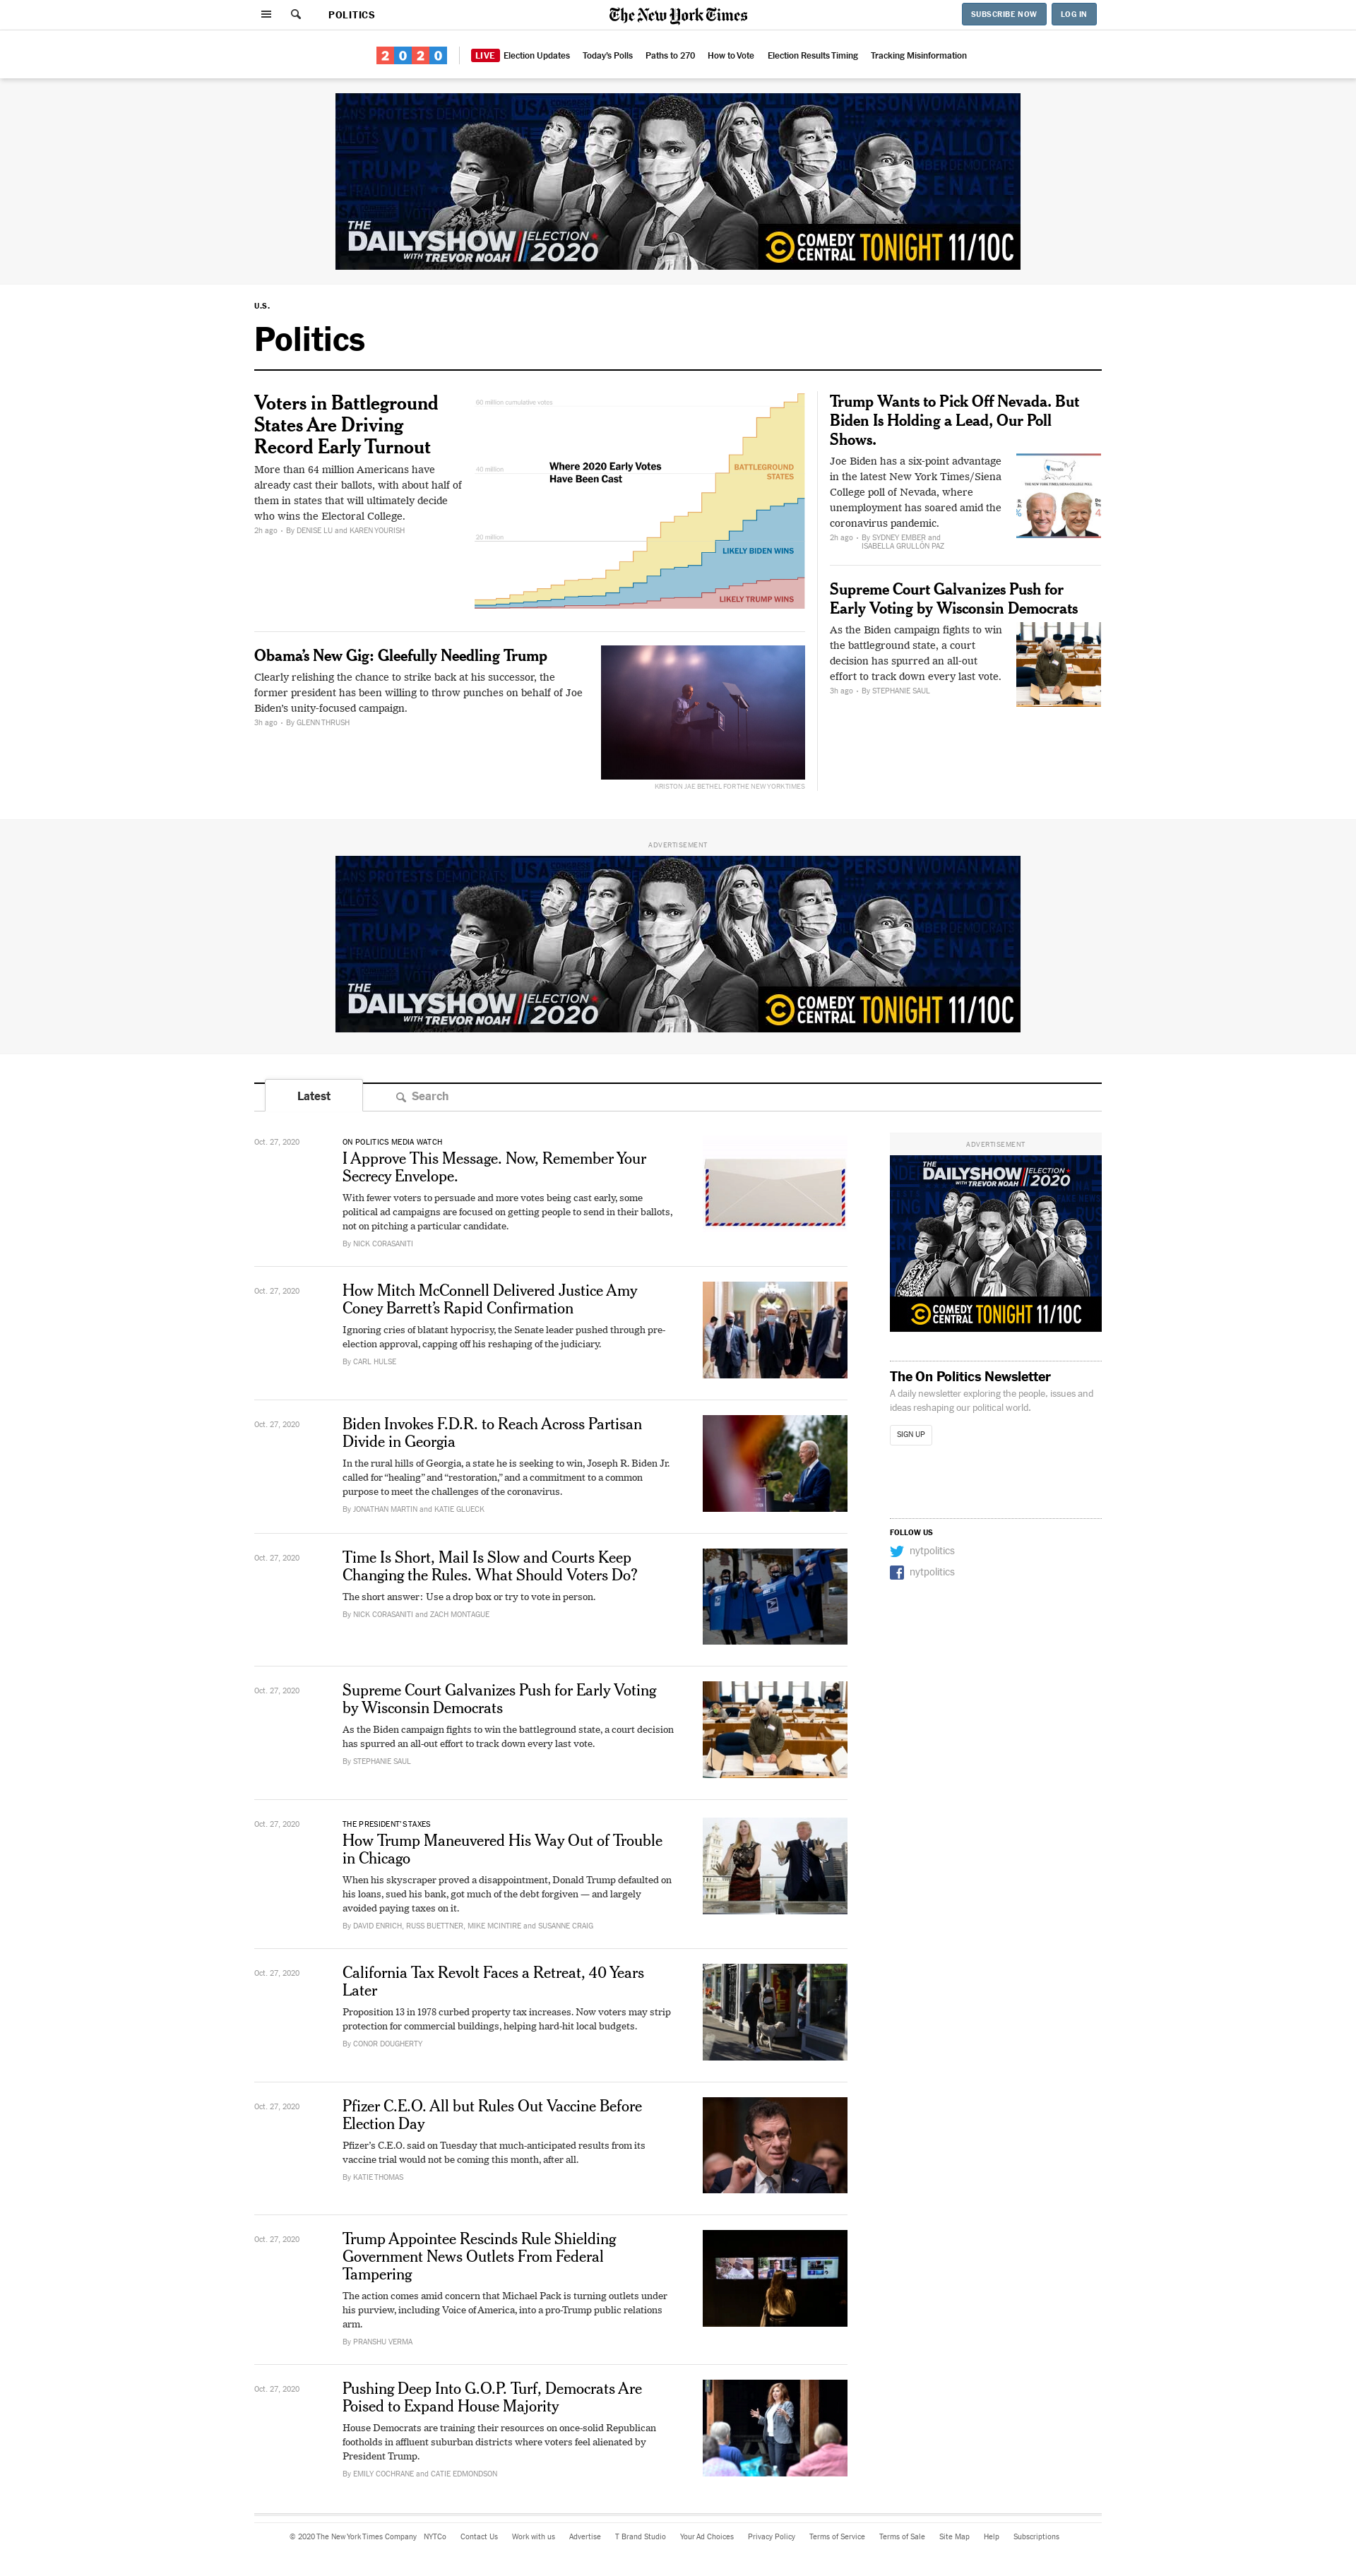 POLITICS
The New York Times
SUBSCRIBE NOW
LOG IN
2020
LIVE Election Updates
Today's Polls
Paths to 270
How to Vote
Election Results Timing
Tracking Misinformation
THE
DAILYSHOW ELECTION
WITH TREVOR NOAH 2020
COMEDY CENTRAL TONIGHT 11/10C
U.S.
Politics
Voters in Battleground
States Are Driving
Record Early Turnout
More than 64 million Americans have
already cast their ballots, with about half of
them in states that will ultimately decide
who wins the Electoral College.
2h ago • By DENISE LU and KAREN YOURISH
60 million cumulative votes
40 million
20 million
Where 2020 Early Votes
Have Been Cast
BATTLEGROUND
STATES
LIKELY BIDEN WINS
LIKELY TRUMP WINS
Obama’s New Gig: Gleefully Needling Trump
Clearly relishing the chance to strike back at his successor, the
former president has been willing to throw punches on behalf of Joe
Biden’s unity-focused campaign.
3h ago • By GLENN THRUSH
KRISTON JAE BETHEL FOR THE NEW YORK TIMES
Trump Wants to Pick Off Nevada. But
Biden Is Holding a Lead, Our Poll
Shows.
Joe Biden has a six-point advantage
in the latest New York Times/Siena
College poll of Nevada, where
unemployment has soared amid the
coronavirus pandemic.
2h ago • By SYDNEY EMBER and
ISABELLA GRULLÓN PAZ
Supreme Court Galvanizes Push for
Early Voting by Wisconsin Democrats
As the Biden campaign fights to win
the battleground state, a court
decision has spurred an all-out
effort to track down every last vote.
3h ago • By STEPHANIE SAUL
ADVERTISEMENT
THE
DAILYSHOW ELECTION
WITH TREVOR NOAH 2020
COMEDY CENTRAL TONIGHT 11/10C
Latest
Search
Oct. 27, 2020
ON POLITICS MEDIA WATCH
I Approve This Message. Now, Remember Your
Secrecy Envelope.
With fewer voters to persuade and more votes being cast early, some
political ad campaigns are focused on getting people to send in their ballots,
not on pitching a particular candidate.
By NICK CORASANITI
Oct. 27, 2020
How Mitch McConnell Delivered Justice Amy
Coney Barrett’s Rapid Confirmation
Ignoring cries of blatant hypocrisy, the Senate leader pushed through pre-
election approval, capping off his reshaping of the judiciary.
By CARL HULSE
Oct. 27, 2020
Biden Invokes F.D.R. to Reach Across Partisan
Divide in Georgia
In the rural hills of Georgia, a state he is seeking to win, Joseph R. Biden Jr.
called for “healing” and “restoration,” and a commitment to a common
purpose to meet the challenges of the coronavirus.
By JONATHAN MARTIN and KATIE GLUECK
Oct. 27, 2020
Time Is Short, Mail Is Slow and Courts Keep
Changing the Rules. What Should Voters Do?
The short answer: Use a drop box or try to vote in person.
By NICK CORASANITI and ZACH MONTAGUE
Oct. 27, 2020
Supreme Court Galvanizes Push for Early Voting
by Wisconsin Democrats
As the Biden campaign fights to win the battleground state, a court decision
has spurred an all-out effort to track down every last vote.
By STEPHANIE SAUL
Oct. 27, 2020
THE PRESIDENT’S TAXES
How Trump Maneuvered His Way Out of Trouble
in Chicago
When his skyscraper proved a disappointment, Donald Trump defaulted on
his loans, sued his bank, got much of the debt forgiven — and largely
avoided paying taxes on it.
By DAVID ENRICH, RUSS BUETTNER, MIKE MCINTIRE and SUSANNE CRAIG
Oct. 27, 2020
California Tax Revolt Faces a Retreat, 40 Years
Later
Proposition 13 in 1978 curbed property tax increases. Now voters may strip
protection for commercial buildings, helping hard-hit local budgets.
By CONOR DOUGHERTY
Oct. 27, 2020
Pfizer C.E.O. All but Rules Out Vaccine Before
Election Day
Pfizer’s C.E.O. said on Tuesday that much-anticipated results from its
vaccine trial would not be coming this month, after all.
By KATIE THOMAS
Oct. 27, 2020
Trump Appointee Rescinds Rule Shielding
Government News Outlets From Federal
Tampering
The action comes amid concern that Michael Pack is turning outlets under
his purview, including Voice of America, into a pro-Trump public relations
arm.
By PRANSHU VERMA
Oct. 27, 2020
Pushing Deep Into G.O.P. Turf, Democrats Are
Poised to Expand House Majority
House Democrats are training their resources on once-solid Republican
footholds in affluent suburban districts where voters feel alienated by
President Trump.
By EMILY COCHRANE and CATIE EDMONDSON
ADVERTISEMENT
THE
DAILYSHOW ELECTION
WITH TREVOR NOAH 2020
COMEDY CENTRAL TONIGHT 11/10C
The On Politics Newsletter
A daily newsletter exploring the people, issues and
ideas reshaping our political world.
SIGN UP
FOLLOW US
nytpolitics
nytpolitics
© 2020 The New York Times Company NYTCo Contact Us Work with us Advertise T Brand Studio Your Ad Choices Privacy Policy Terms of Service Terms of Sale Site Map Help Subscriptions